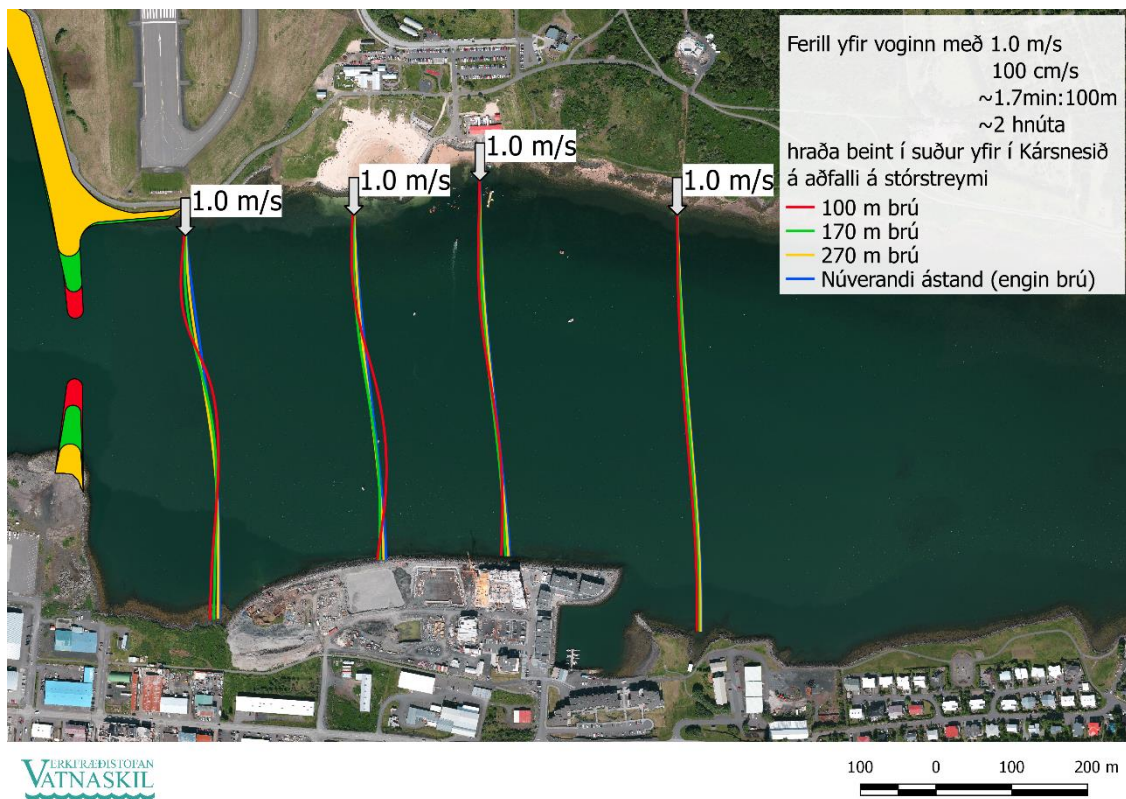 Ferill yfir voginn með 1.0 m/s
100 cm/s
~1.7min:100m
~2 hnúta
hraða beint í suður yfir í Kársnesið
á aðfalli á stórstreymi
100 m brú
170 m brú
270 m brú
Núverandi ástand (engin brú)
1.0 m/s
1.0 m/s
1.0 m/s
1.0 m/s
VERKFRÆÐISTOFAN
VATNASKIL
100 0 100 200 m